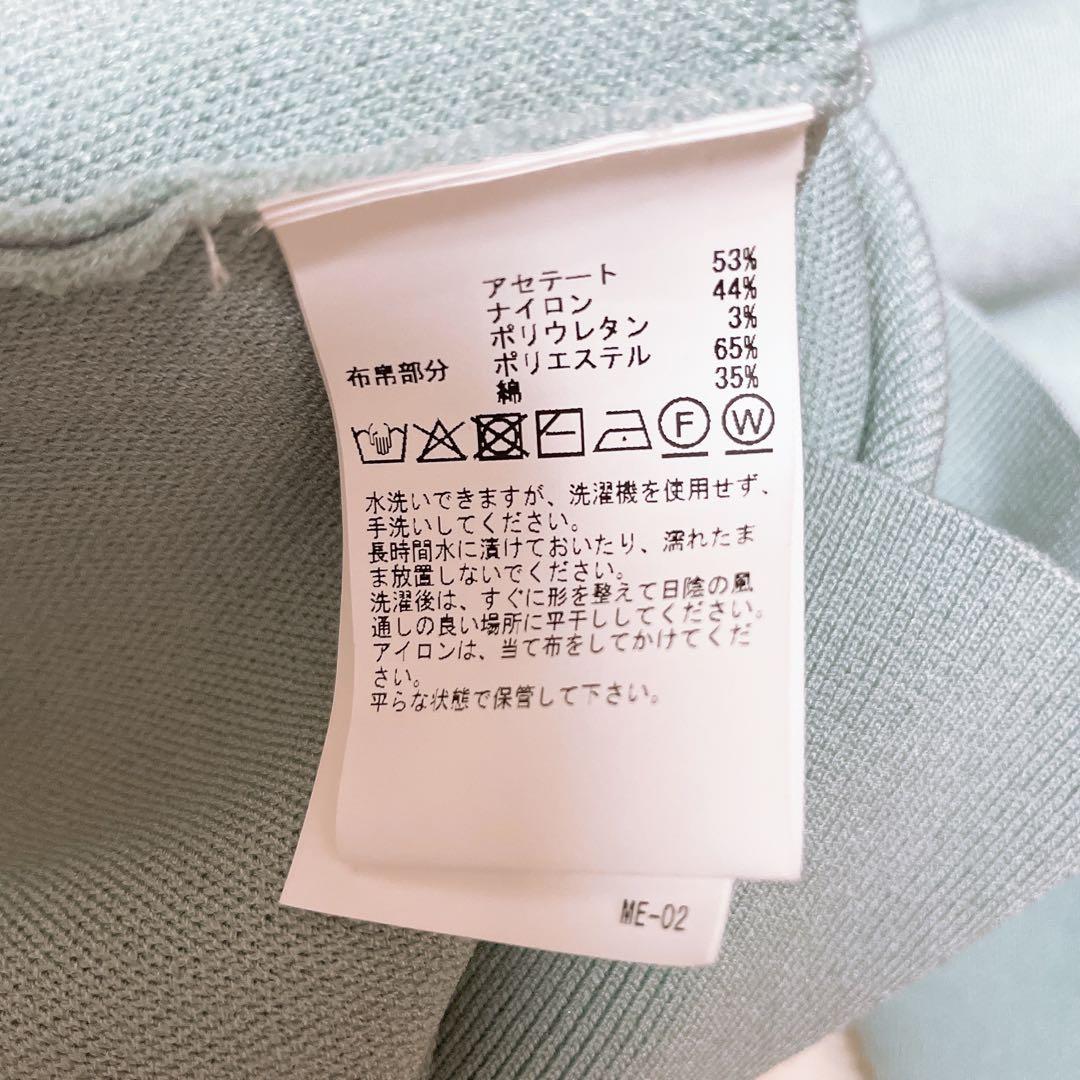 アセテート 53%
ナイロン 44%
ポリウレタン 3%
布帛部分 ポリエステル 65%
綿 35%
F W
水洗いできますが、洗濯機を使用せず、
手洗いしてください。
長時間水に漬けておいたり、濡れたま
ま放置しないでください。
洗濯後は、すぐに形を整えて日陰の風
通しの良い場所に平干ししてください。
アイロンは、当て布をしてかけてくだ
さい。
平らな状態で保管して下さい。
ME-02